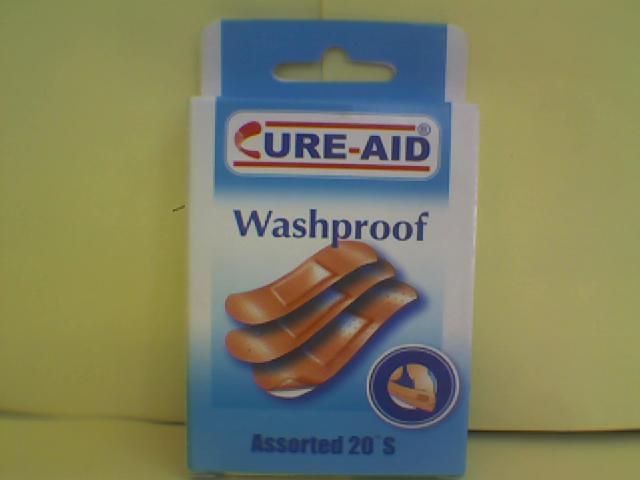 CURE-AID®
Washproof
Assorted 20's